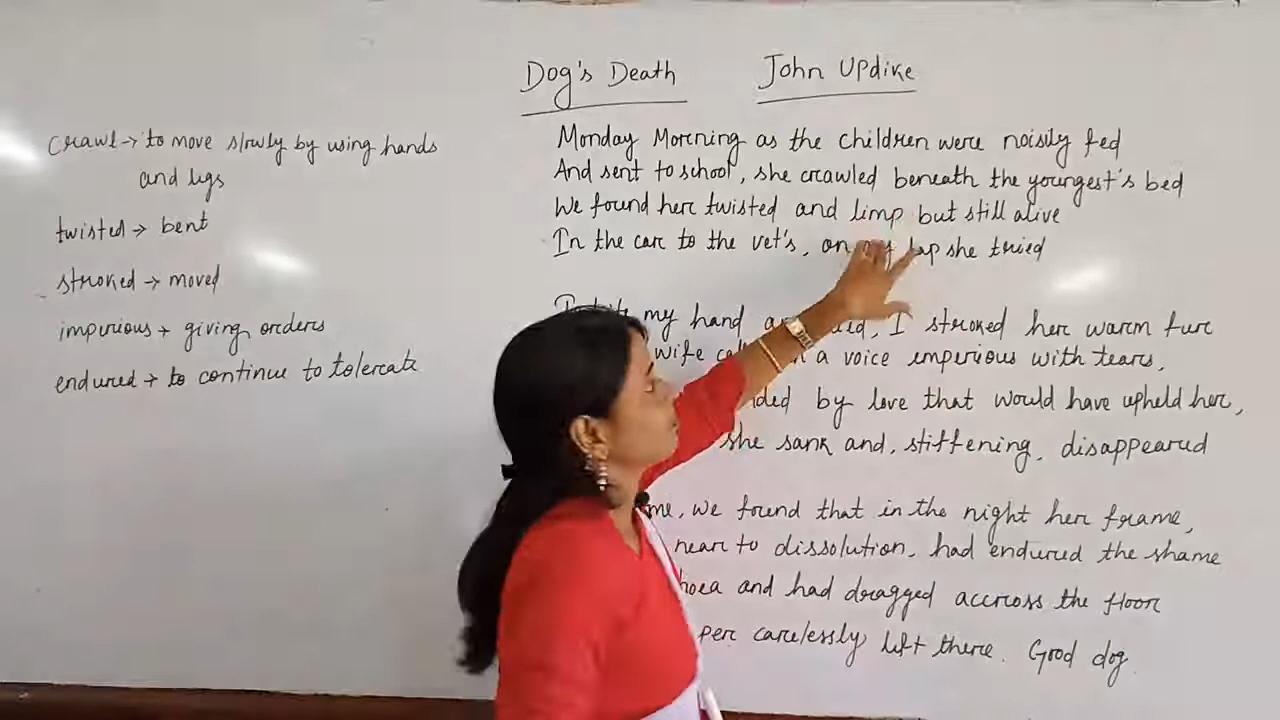 Dog's Death John Updike
crawl → to move slowly by using hands
and legs
twisted → bent
stroked → moved
imperious → giving orders
endured → to continue to tolerate
Monday Morning as the children were noisily fed
And sent to school, she crawled beneath the youngest's bed
We found her twisted and limp but still alive
In the car to the vet's, on my lap she tried
my hand and I stroked her warm fur
wife in a voice imperious with tears,
by love that would have upheld her,
she sank and, stiffening, disappeared
we found that in the night her frame,
near to dissolution, had endured the shame
and had dragged accross the floor
carelessly left there. Good dog.